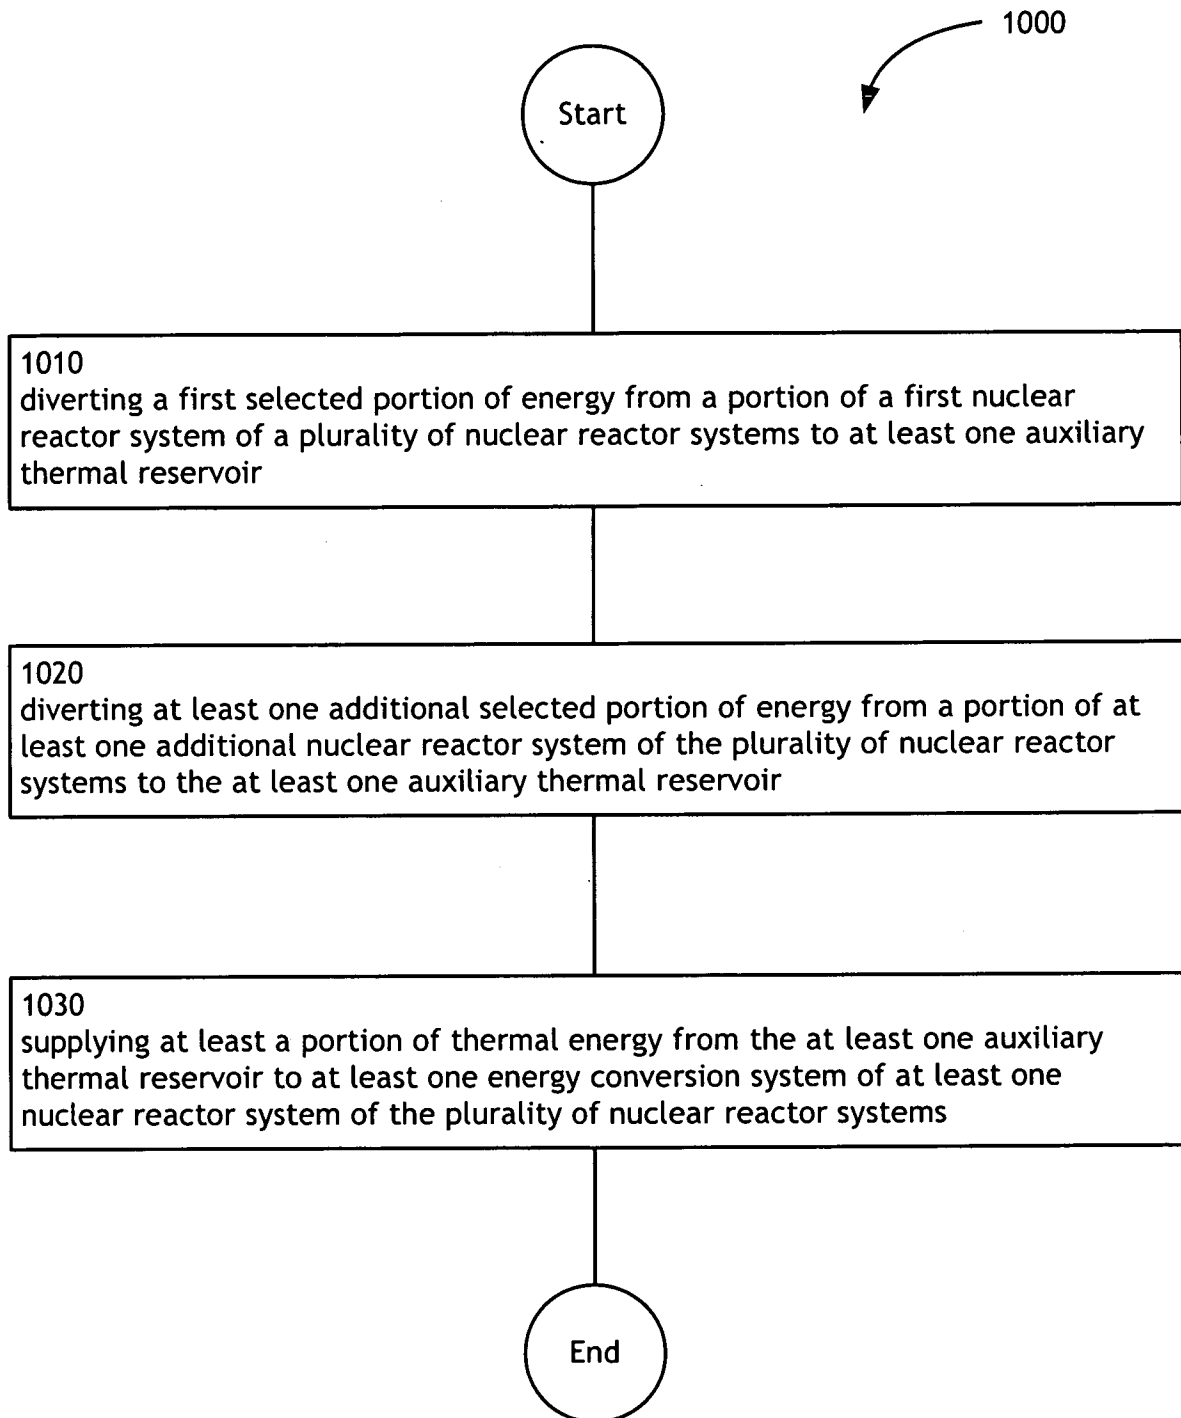 1000
Start
1010
diverting a first selected portion of energy from a portion of a first nuclear
reactor system of a plurality of nuclear reactor systems to at least one auxiliary
thermal reservoir
1020
diverting at least one additional selected portion of energy from a portion of at
least one additional nuclear reactor system of the plurality of nuclear reactor
systems to the at least one auxiliary thermal reservoir
1030
supplying at least a portion of thermal energy from the at least one auxiliary
thermal reservoir to at least one energy conversion system of at least one
nuclear reactor system of the plurality of nuclear reactor systems
End